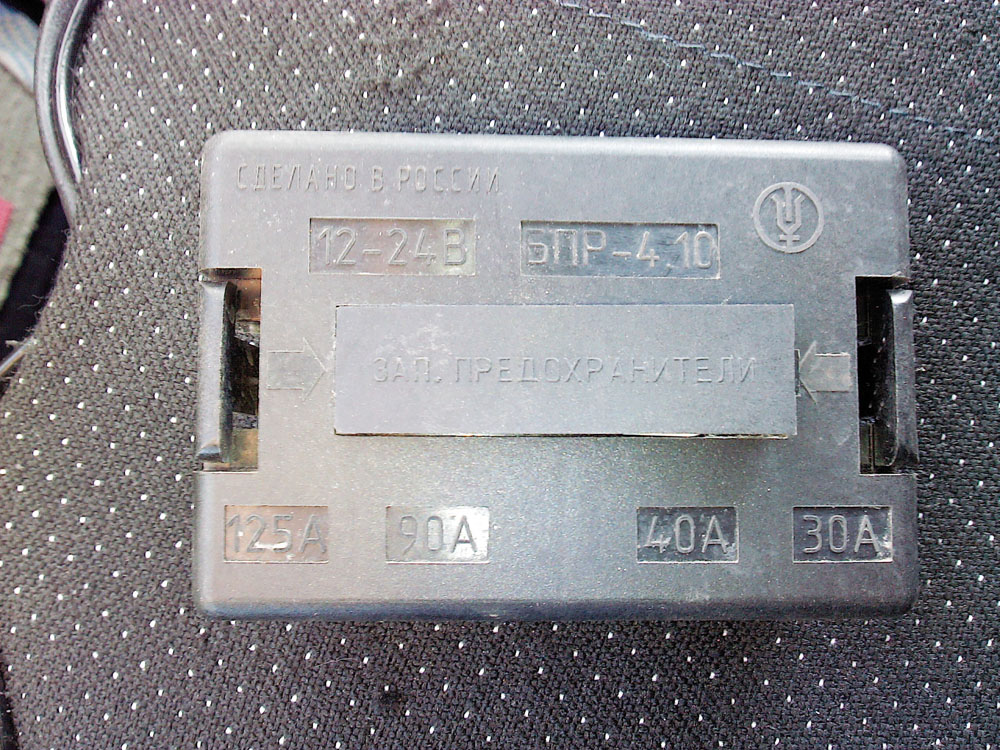 СДЕЛАНО В РОССИИ
12-24В БПР-4.10
ЗАП. ПРЕДОХРАНИТЕЛИ
125А 90А 40А 30А